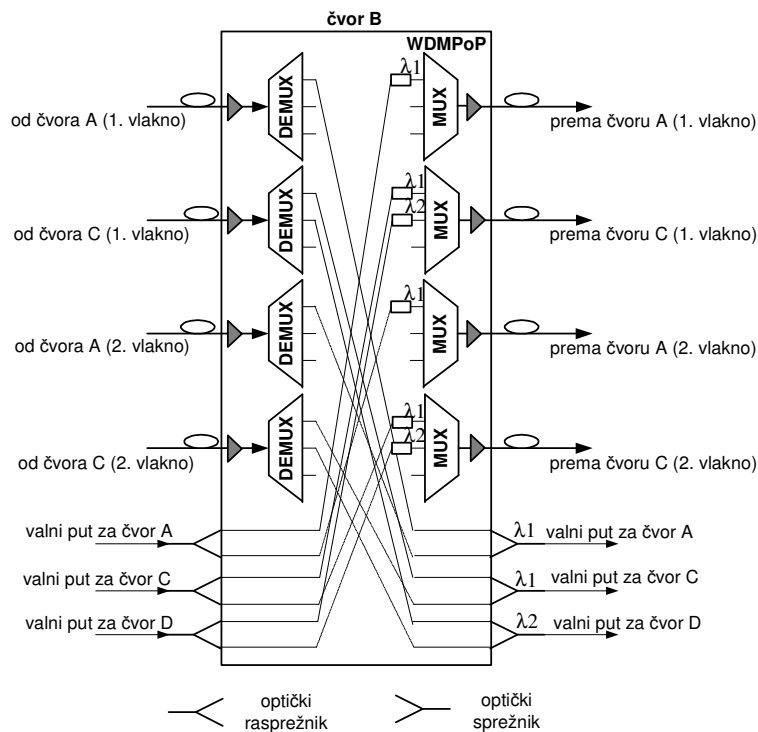 čvor B
WDMPoP
λ1
DEMUX
MUX
od čvora A (1. vlakno)
prema čvoru A (1. vlakno)
λ1
λ2
DEMUX
MUX
od čvora C (1. vlakno)
prema čvoru C (1. vlakno)
λ1
DEMUX
MUX
od čvora A (2. vlakno)
prema čvoru A (2. vlakno)
λ1
λ2
DEMUX
MUX
od čvora C (2. vlakno)
prema čvoru C (2. vlakno)
valni put za čvor A
λ1 valni put za čvor A
valni put za čvor C
λ1 valni put za čvor C
valni put za čvor D
λ2 valni put za čvor D
optički
rasprežnik
optički
sprežnik